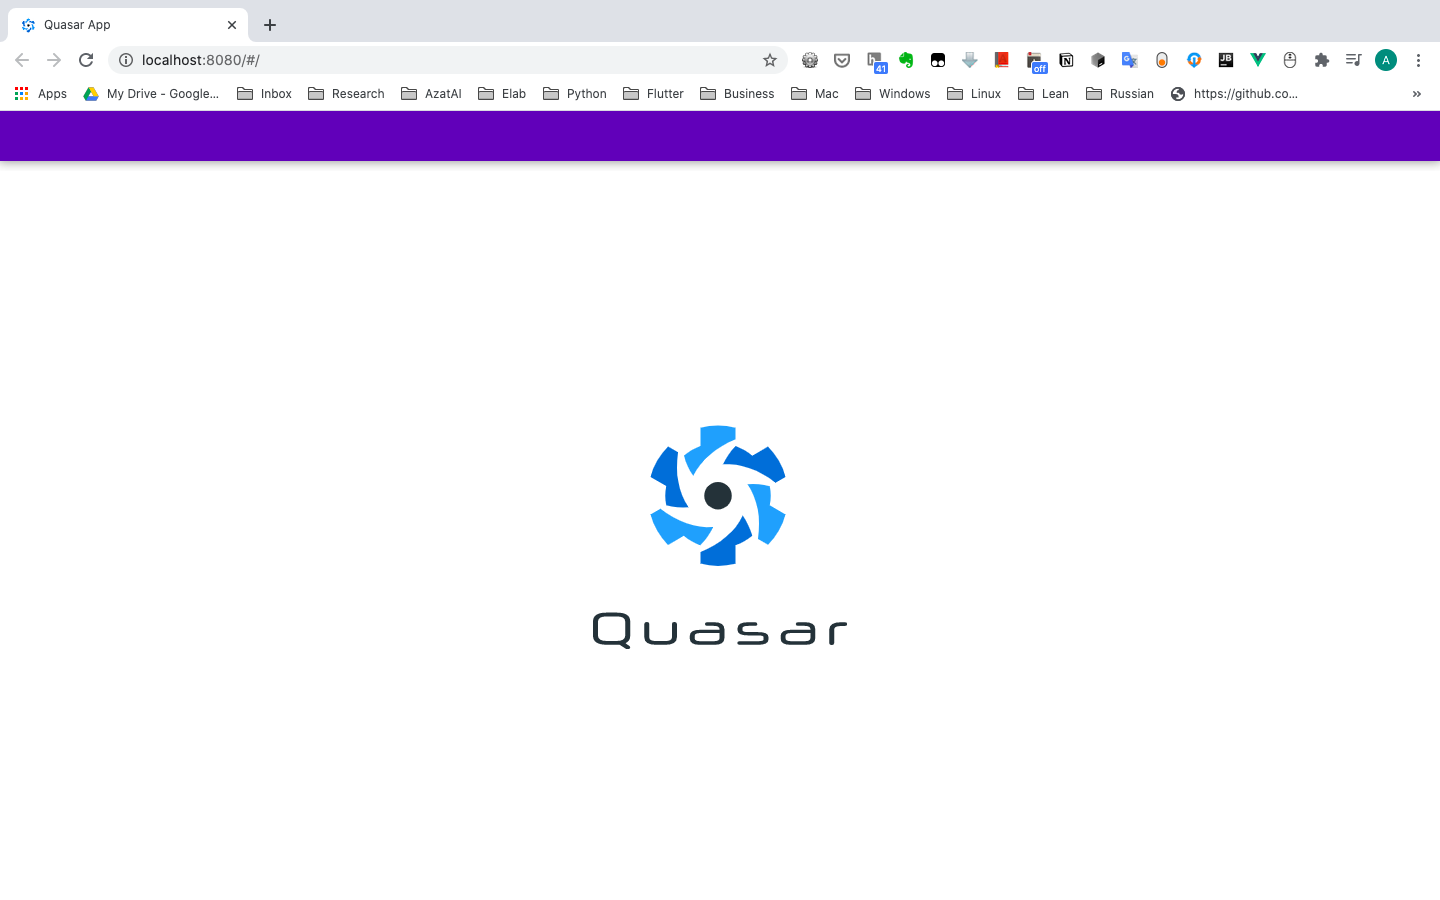 Quasar App
localhost:8080/#/
41
off
N
G
JB
A
Apps
My Drive - Google...
Inbox
Research
AzatAI
Elab
Python
Flutter
Business
Mac
Windows
Linux
Lean
Russian
https://github.co...
»
Quasar